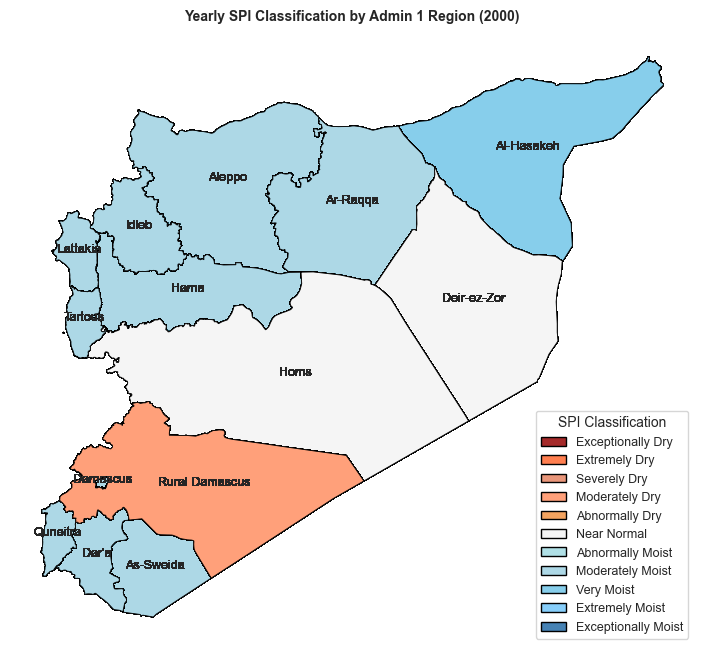 Yearly SPI Classification by Admin 1 Region (2000)
Al-Hasakeh
Aleppo
Ar-Raqqa
Idleb
Lattakia
Hama
Deir-ez-Zor
Tartous
Homs
Damascus
Rural Damascus
Quneitra
Dar'a
As-Sweida
SPI Classification
Exceptionally Dry
Extremely Dry
Severely Dry
Moderately Dry
Abnormally Dry
Near Normal
Abnormally Moist
Moderately Moist
Very Moist
Extremely Moist
Exceptionally Moist